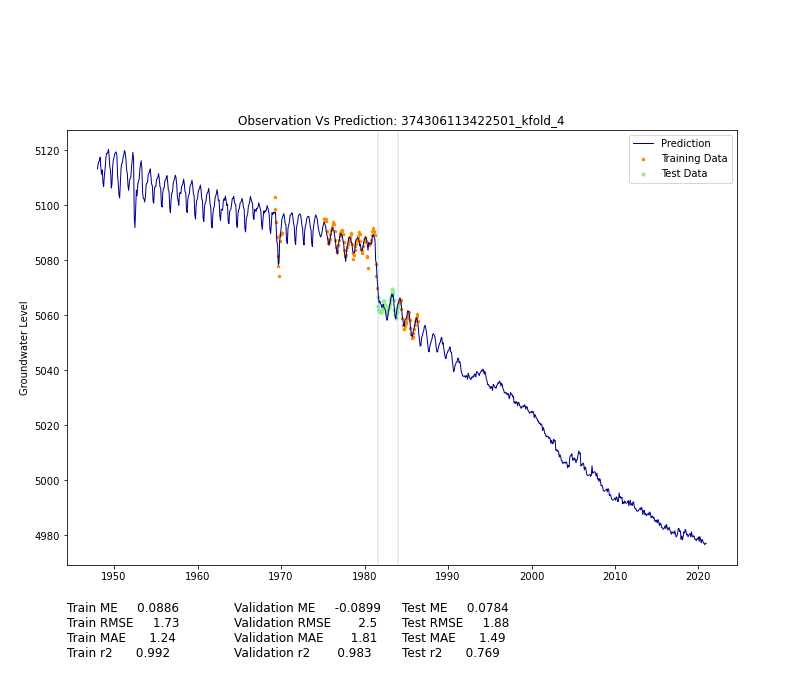 Observation Vs Prediction: 374306113422501_kfold_4
Prediction
Training Data
Test Data
Groundwater Level
5120
5100
5080
5060
5040
5020
5000
4980
1950 1960 1970 1980 1990 2000 2010 2020
Train ME 0.0886 Validation ME -0.0899 Test ME 0.0784
Train RMSE 1.73 Validation RMSE 2.5 Test RMSE 1.88
Train MAE 1.24 Validation MAE 1.81 Test MAE 1.49
Train r2 0.992 Validation r2 0.983 Test r2 0.769